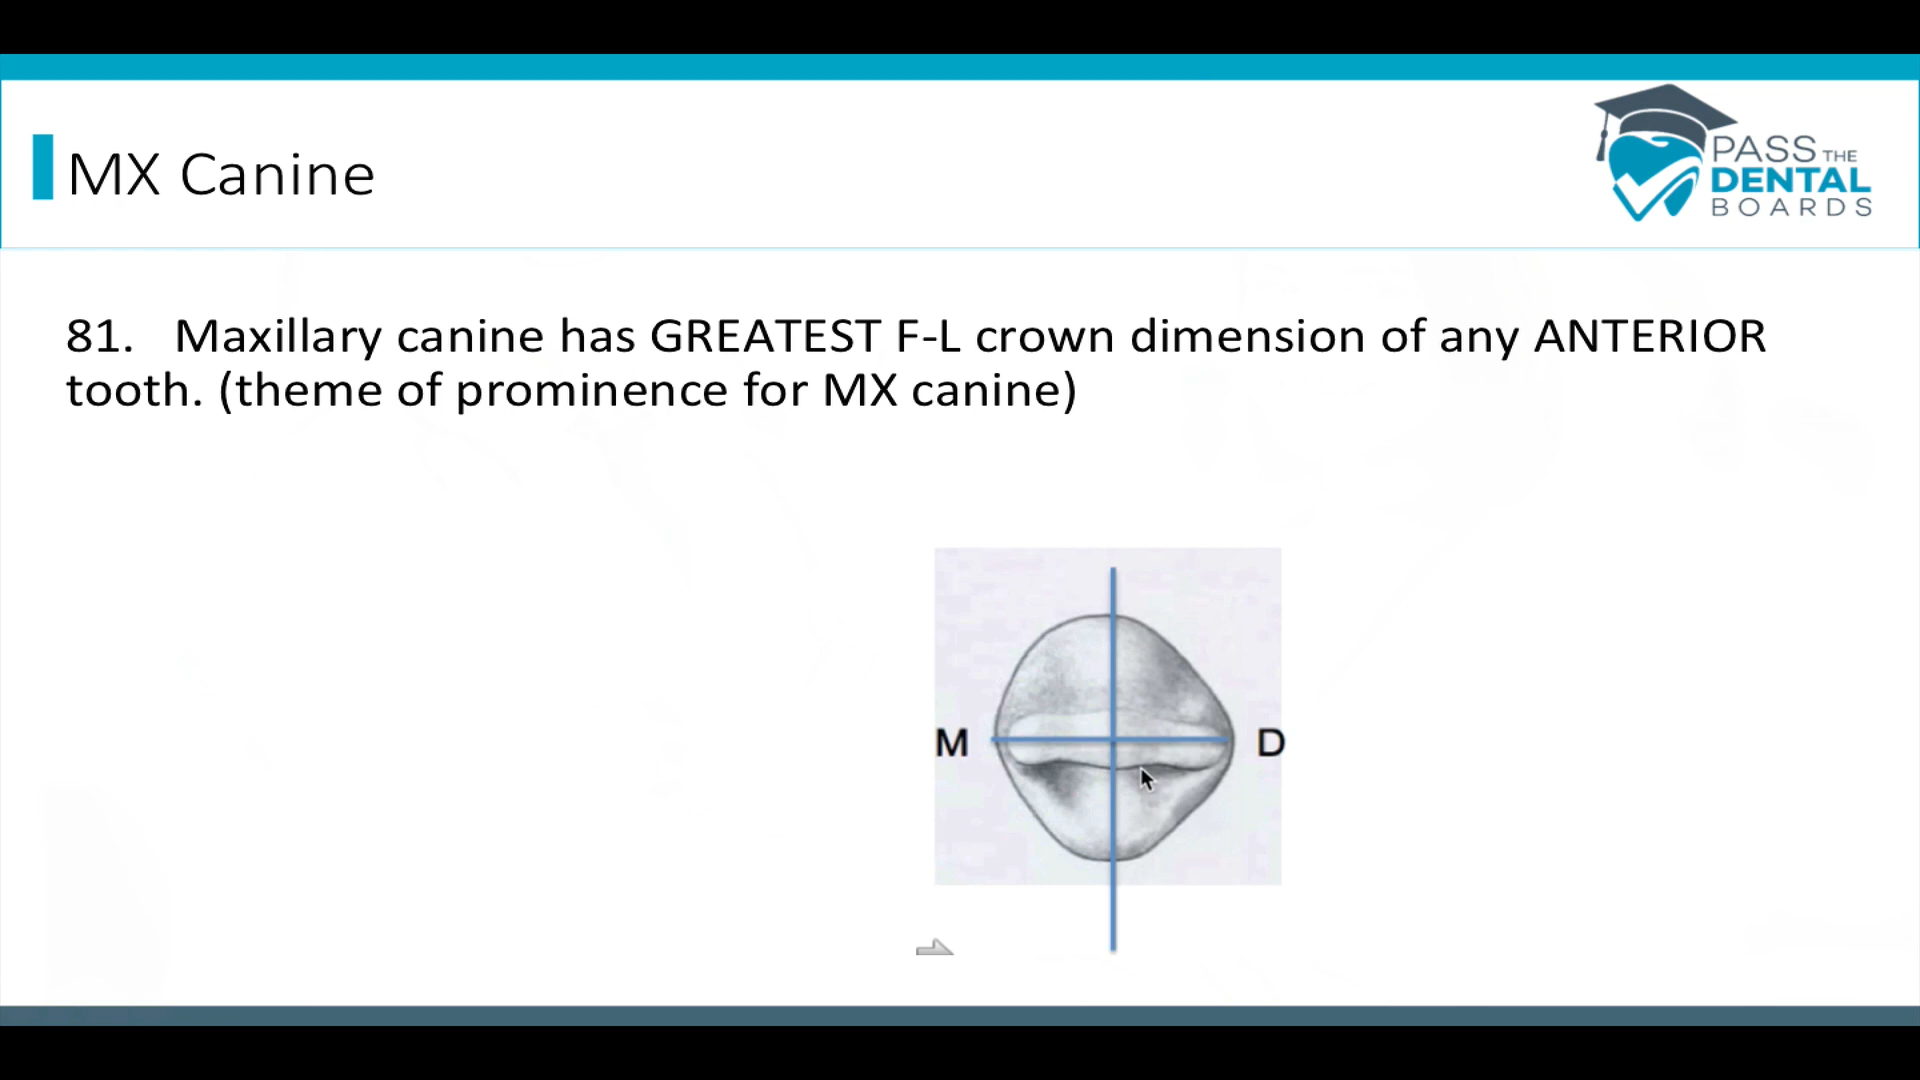 MX Canine
PASS THE
DENTAL
BOARDS
81. Maxillary canine has GREATEST F-L crown dimension of any ANTERIOR
tooth. (theme of prominence for MX canine)
M
D